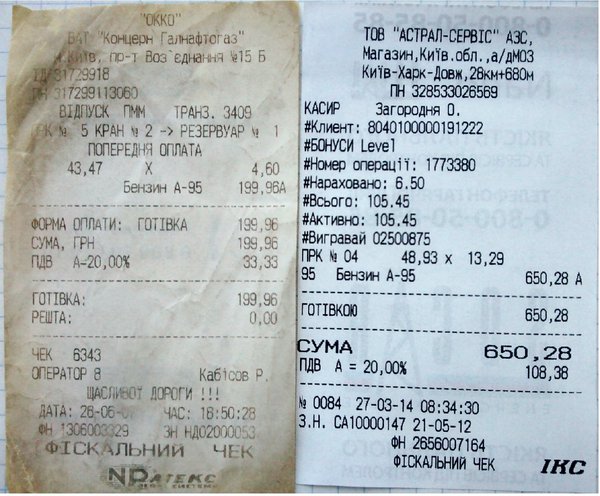 "ОККО"
ВАТ "Концерн Галнафтогаз"
м.Київ, пр-т Воз'єднання №15 Б
ІД 31729918
ПН 317299113060
ВІДПУСК ПММ ТРАНЗ. 3409
ПРК № 5 КРАН № 2 -> РЕЗЕРВУАР № 1
ПОПЕРЕДНЯ ОПЛАТА
43,47 X 4,60
Бензин А-95 199,96А
ФОРМА ОПЛАТИ: ГОТІВКА 199,96
СУМА, ГРН 199,96
ПДВ А=20,00% 33,33
ГОТІВКА: 199,96
РЕШТА: 0,00
ЧЕК 6343
ОПЕРАТОР 8 Кабісов Р.
ЩАСЛИВОЇ ДОРОГИ !!!
ДАТА: 26-06- ЧАС: 18:50:28
ФН 1306003329 ЗН НД02000053
ФІСКАЛЬНИЙ ЧЕК
ТОВ "АСТРАЛ-СЕРВІС" АЗС,
Магазин,Київ.обл.,а/дМ03
Київ-Харк-Довж,28км+680м
ПН 328533026569
КАСИР Загородня О.
#Клиент: 8040100000191222
#БОНУСИ Level
#Номер операції: 1773380
#Нараховано: 6.50
#Всього: 105.45
#Активно: 105.45
#Вигравай 02500875
ПРК № 04 48,93 x 13,29
95 Бензин А-95 650,28 А
ГОТІВКОЮ 650,28
СУМА 650,28
ПДВ А = 20,00% 108,38
№ 0084 27-03-14 08:34:30
З.Н. СА10000147 21-05-12
ФН 2656007164
ФІСКАЛЬНИЙ ЧЕК ІКС